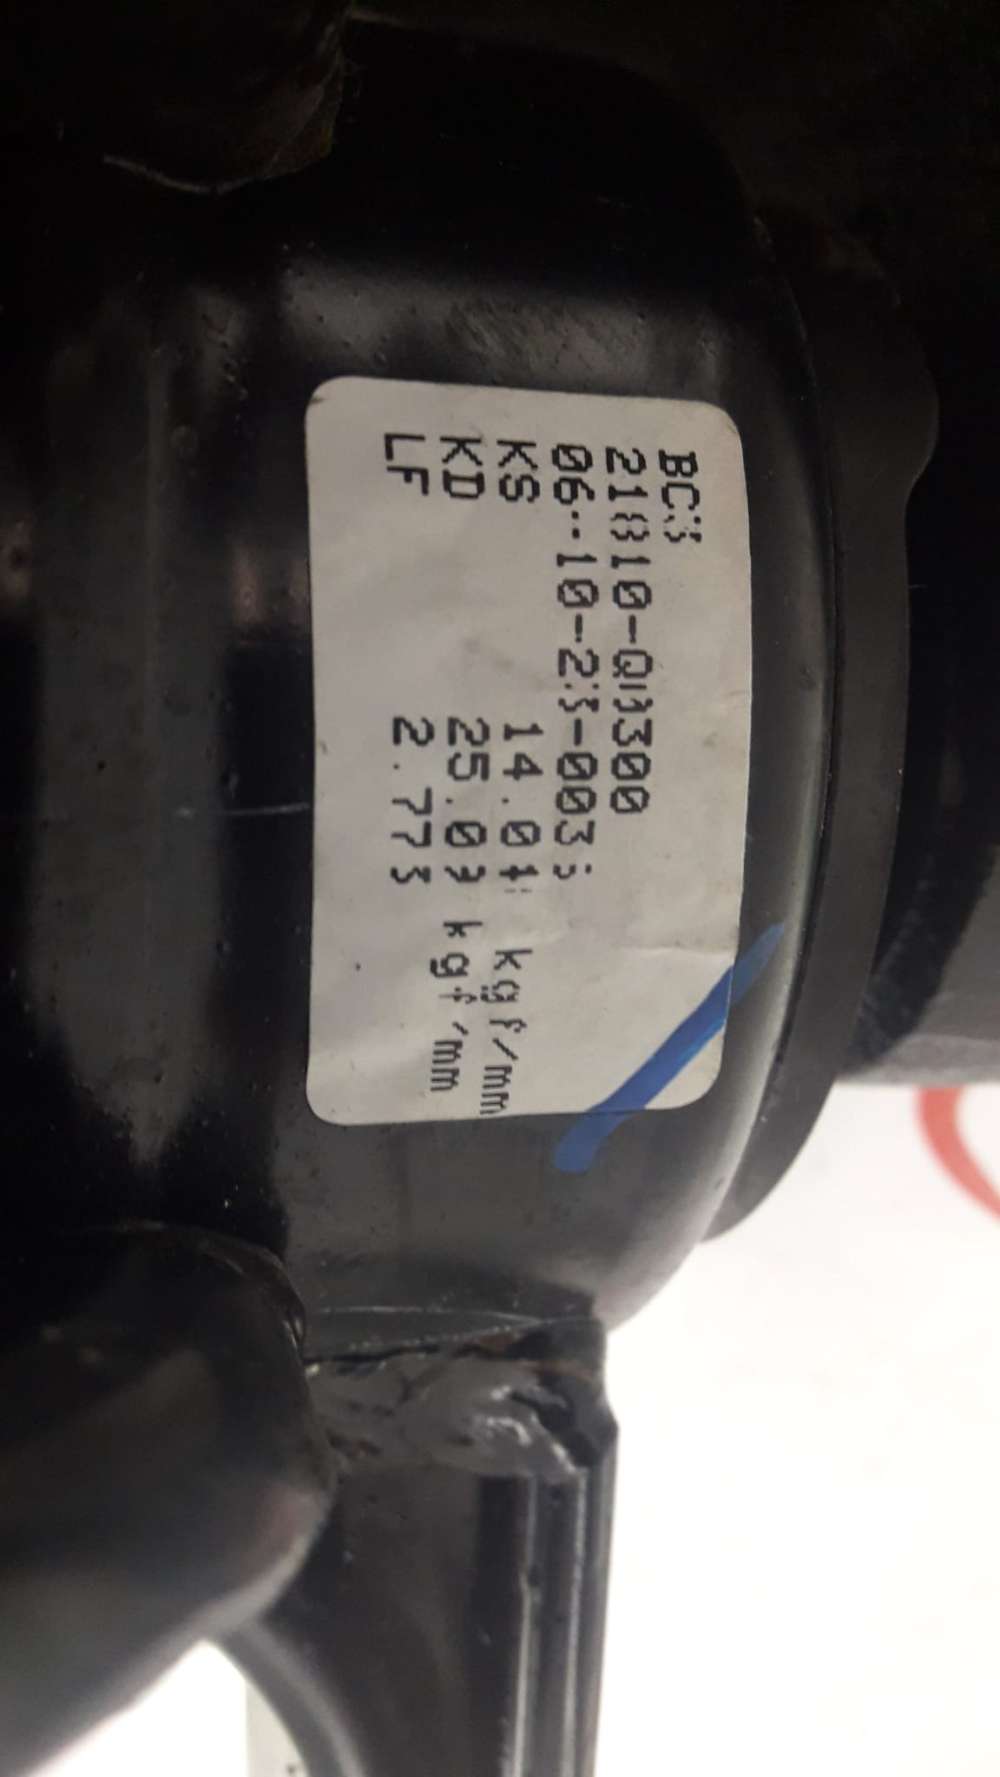 BC3
21810-Q0300
06-10-23-0035
KS 14.01 kgf/mm
KD 25.09 kgf/mm
LF 2.773